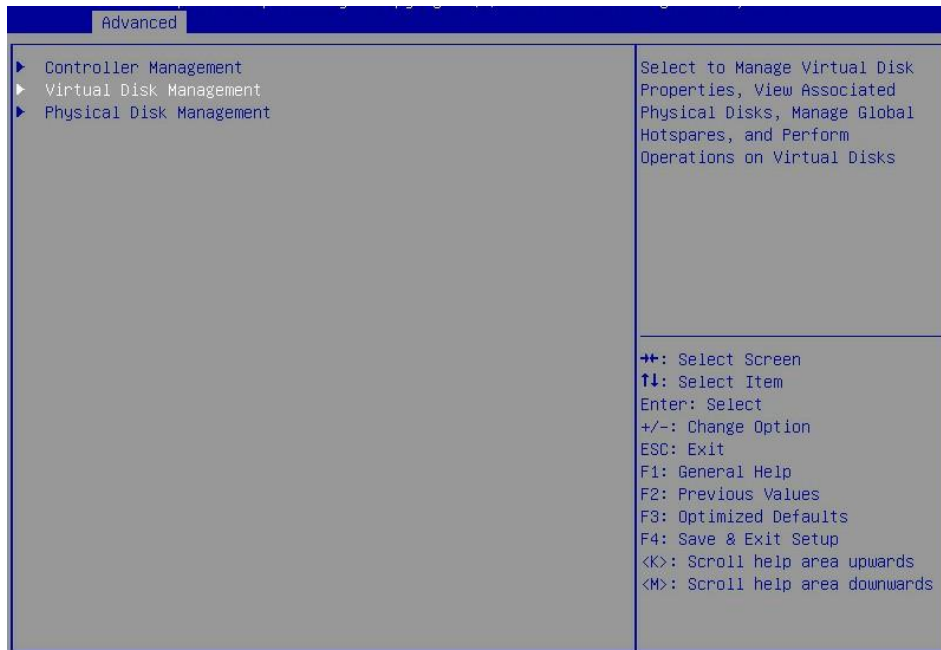 Advanced
Controller Management
Virtual Disk Management
Physical Disk Management
Select to Manage Virtual Disk
Properties, View Associated
Physical Disks, Manage Global
Hotspares, and Perform
Operations on Virtual Disks
→←: Select Screen
↑↓: Select Item
Enter: Select
+/-: Change Option
ESC: Exit
F1: General Help
F2: Previous Values
F3: Optimized Defaults
F4: Save & Exit Setup
<K>: Scroll help area upwards
<M>: Scroll help area downwards